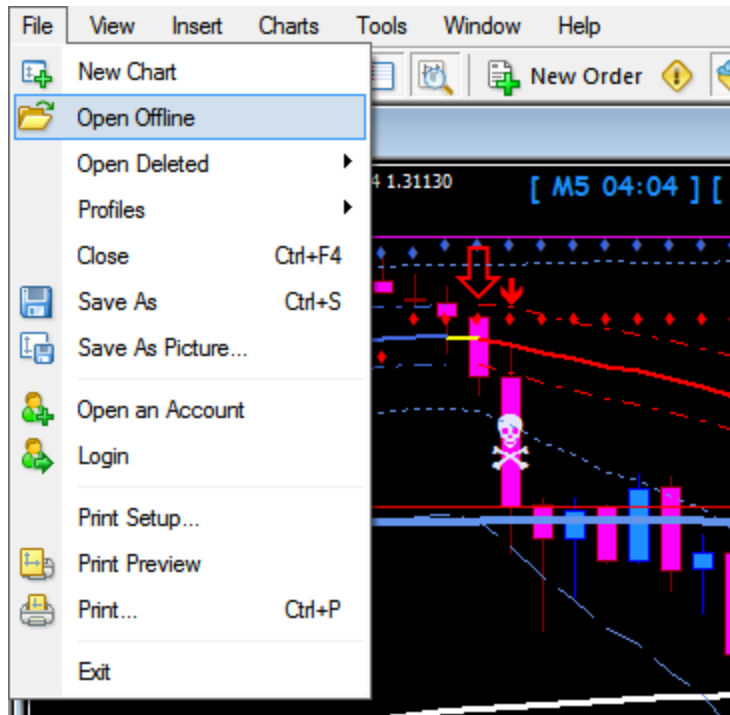 File View Insert Charts Tools Window Help
New Chart
New Order
Open Offline
Open Deleted
4 1.31130 [ M5 04:04 ] [
Profiles
Close Ctrl+F4
Save As Ctrl+S
Save As Picture...
Open an Account
Login
Print Setup...
Print Preview
Print... Ctrl+P
Exit